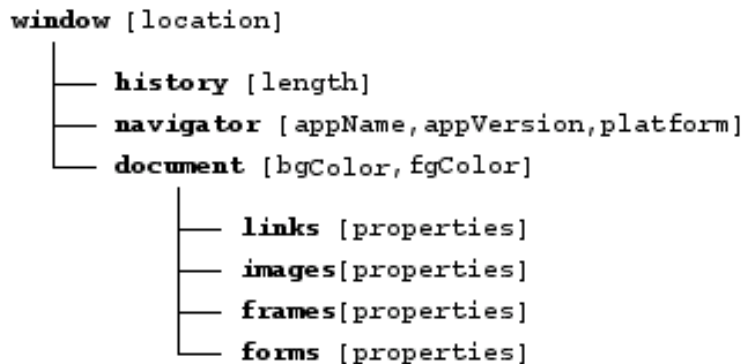 window [location]
history [length]
navigator [appName,appVersion,platform]
document [bgColor,fgColor]
links [properties]
images[properties]
frames[properties]
forms [properties]